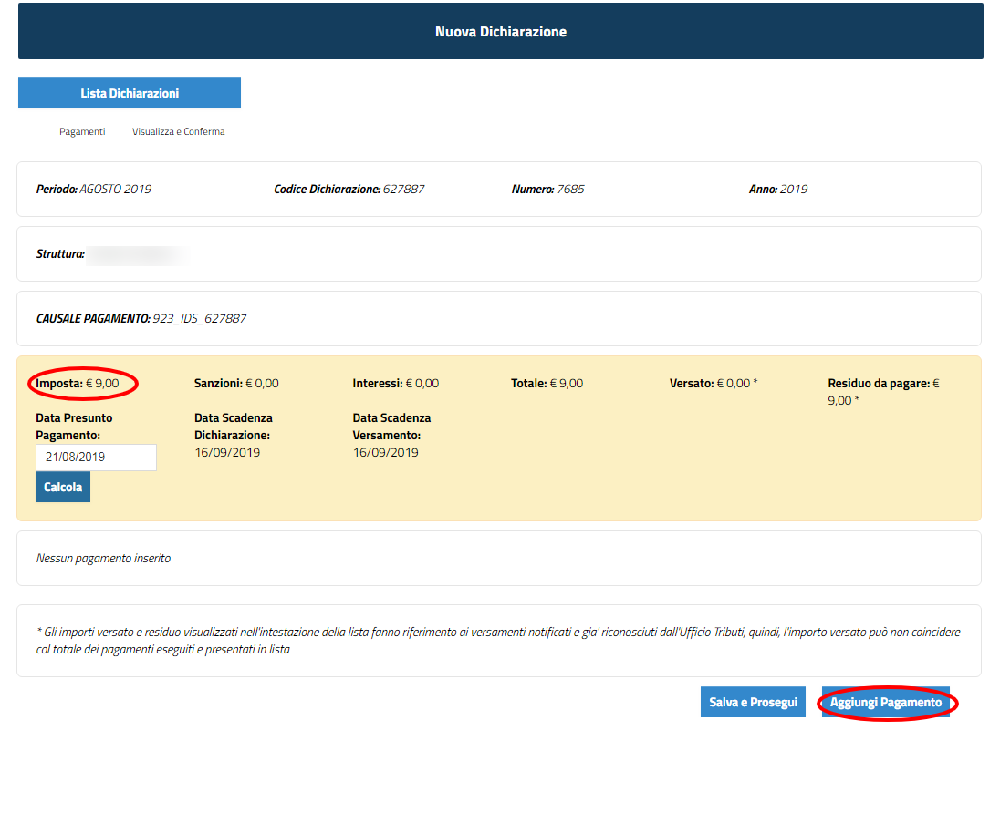 Nuova Dichiarazione
Lista Dichiarazioni
Pagamenti Visualizza e Conferma
Periodo: AGOSTO 2019 Codice Dichiarazione: 627887 Numero: 7685 Anno: 2019
Struttura:
CAUSALE PAGAMENTO: 923_IDS_627887
Imposta: € 9,00 Sanzioni: € 0,00 Interessi: € 0,00 Totale: € 9,00 Versato: € 0,00 * Residuo da pagare: €
9,00 *
Data Presunto Data Scadenza Data Scadenza
Pagamento: Dichiarazione: Versamento:
21/08/2019 16/09/2019 16/09/2019
Calcola
Nessun pagamento inserito
* Gli importi versato e residuo visualizzati nell'intestazione della lista fanno riferimento ai versamenti notificati e gia' riconosciuti dall'Ufficio Tributi, quindi, l'importo versato può non coincidere
col totale dei pagamenti eseguiti e presentati in lista
Salva e Prosegui Aggiungi Pagamento